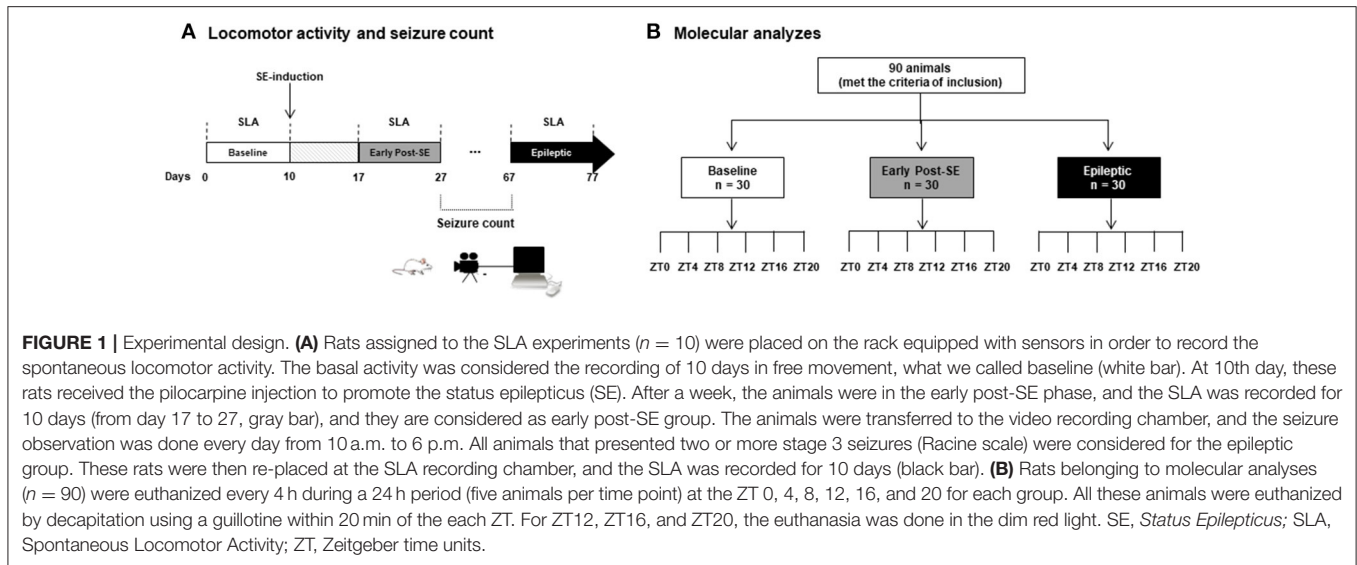 A Locomotor activity and seizure count
SE-induction
SLA SLA SLA
Baseline Early Post-SE ... Epileptic
Days 0 10 17 27 67 77
Seizure count
B Molecular analyzes
90 animals
(met the criteria of inclusion)
Baseline
n = 30
Early Post-SE
n = 30
Epileptic
n = 30
ZT0 ZT4 ZT8 ZT12 ZT16 ZT20 ZT0 ZT4 ZT8 ZT12 ZT16 ZT20 ZT0 ZT4 ZT8 ZT12 ZT16 ZT20
FIGURE 1 | Experimental design. (A) Rats assigned to the SLA experiments (n = 10) were placed on the rack equipped with sensors in order to record the
spontaneous locomotor activity. The basal activity was considered the recording of 10 days in free movement, what we called baseline (white bar). At 10th day, these
rats received the pilocarpine injection to promote the status epilepticus (SE). After a week, the animals were in the early post-SE phase, and the SLA was recorded for
10 days (from day 17 to 27, gray bar), and they are considered as early post-SE group. The animals were transferred to the video recording chamber, and the seizure
observation was done every day from 10 a.m. to 6 p.m. All animals that presented two or more stage 3 seizures (Racine scale) were considered for the epileptic
group. These rats were then re-placed at the SLA recording chamber, and the SLA was recorded for 10 days (black bar). (B) Rats belonging to molecular analyses
(n = 90) were euthanized every 4 h during a 24 h period (five animals per time point) at the ZT 0, 4, 8, 12, 16, and 20 for each group. All these animals were euthanized
by decapitation using a guillotine within 20 min of the each ZT. For ZT12, ZT16, and ZT20, the euthanasia was done in the dim red light. SE, Status Epilepticus; SLA,
Spontaneous Locomotor Activity; ZT, Zeitgeber time units.